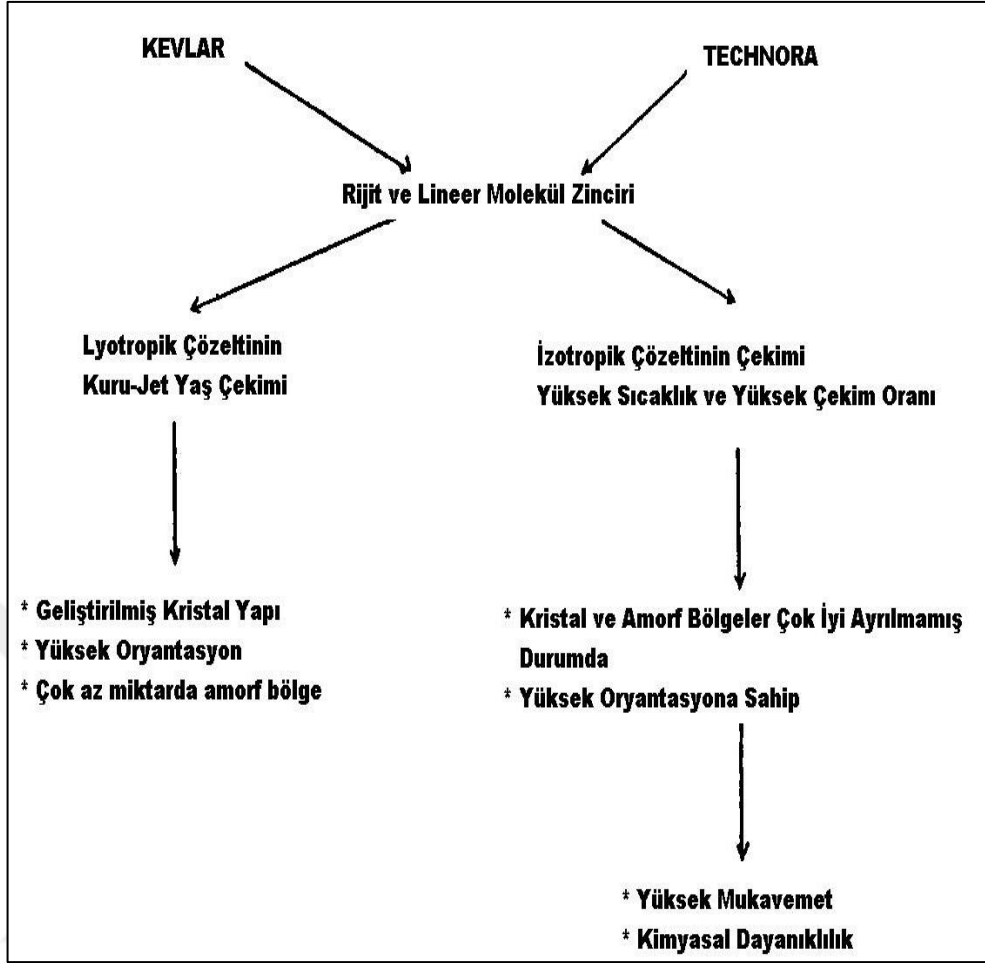 KEVLAR
TECHNORA
Rijit ve Lineer Molekül Zinciri
Lyotropik Çözeltinin
Kuru-Jet Yaş Çekimi
İzotropik Çözeltinin Çekimi
Yüksek Sıcaklık ve Yüksek Çekim Oranı
* Geliştirilmiş Kristal Yapı
* Yüksek Oryantasyon
* Çok az miktarda amorf bölge
* Kristal ve Amorf Bölgeler Çok İyi Ayrılmamış
Durumda
* Yüksek Oryantasyona Sahip
* Yüksek Mukavemet
* Kimyasal Dayanıklılık